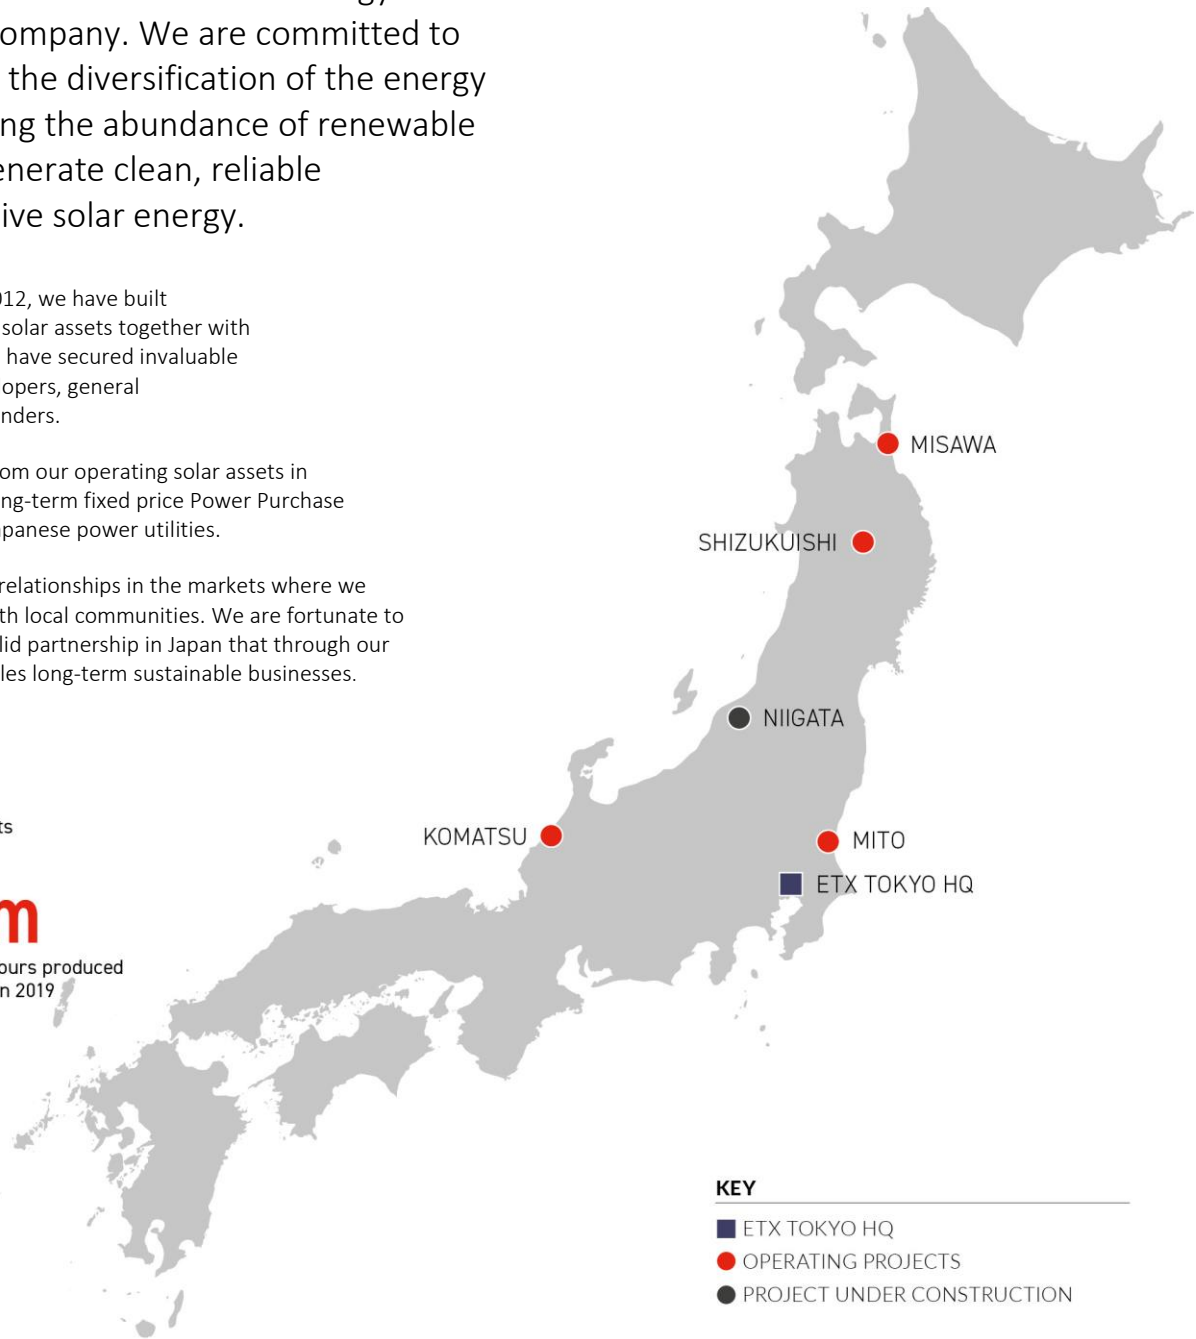 ompany. We are committed to
the diversification of the energy
ng the abundance of renewable
enerate clean, reliable
ive solar energy.
012, we have built
solar assets together with
have secured invaluable
opers, general
nders.
om our operating solar assets in
ng-term fixed price Power Purchase
apanese power utilities.
relationships in the markets where we
th local communities. We are fortunate to
lid partnership in Japan that through our
les long-term sustainable businesses.
ts
m
ours produced
n 2019
MISAWA
SHIZUKUISHI
NIIGATA
KOMATSU
MITO
ETX TOKYO HQ
KEY
ETX TOKYO HQ
OPERATING PROJECTS
PROJECT UNDER CONSTRUCTION